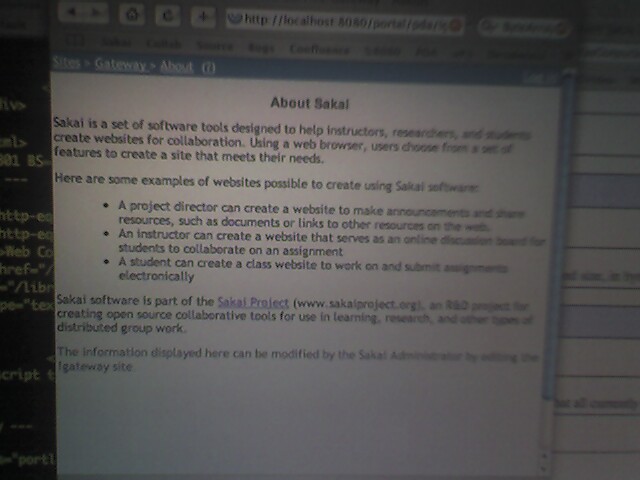 http://localhost:8080/portal/pda/
Sakai Collab Source Bugs Confluence
Sites > Gateway > About (?)
About Sakai
Sakai is a set of software tools designed to help instructors, researchers, and students
create websites for collaboration. Using a web browser, users choose from a set of
features to create a site that meets their needs.
Here are some examples of websites possible to create using Sakai software:
• A project director can create a website to make announcements and share
resources, such as documents or links to other resources on the web.
• An instructor can create a website that serves as an online discussion board for
students to collaborate on an assignment
• A student can create a class website to work on and submit assignments
electronically
Sakai software is part of the Sakai Project (www.sakaiproject.org), an R&D project for
creating open source collaborative tools for use in learning, research, and other types of
distributed group work.
The information displayed here can be modified by the Sakai Administrator by editing the
!gateway site
div>
ml>
801 BS=
---
http-eq
http-eq
>Web Co
href="/
="/libr
pe="tex
cript t
---
="portl
all currently